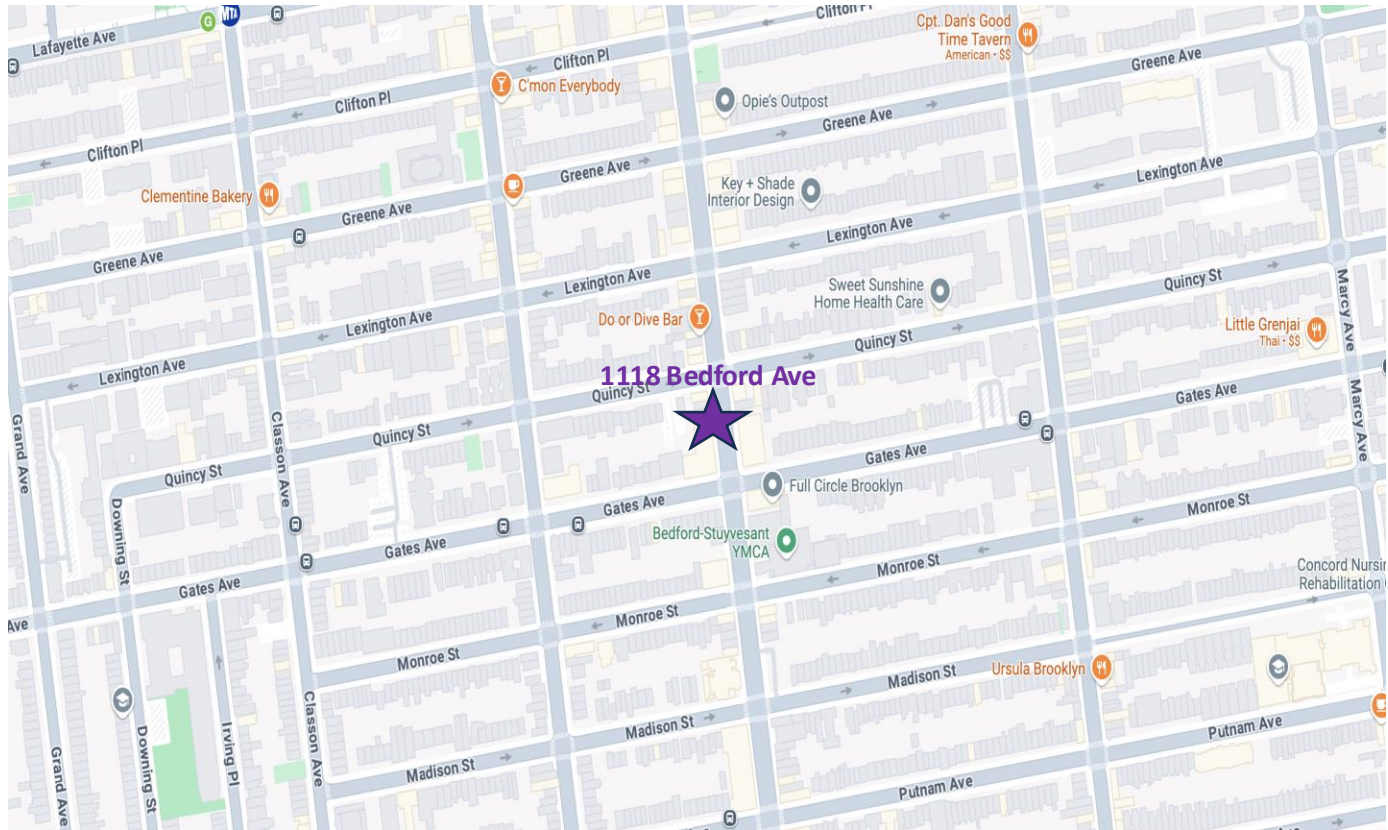 Lafayette Ave
G
MTA
Clifton Pl
Cpt. Dan's Good
Time Tavern
American · $$
Clifton Pl
C'mon Everybody
Greene Ave
Clifton Pl
Opie's Outpost
Greene Ave
Clifton Pl
Greene Ave
Lexington Ave
Clementine Bakery
Key + Shade
Interior Design
Greene Ave
Lexington Ave
Greene Ave
Lexington Ave
Quincy St
Sweet Sunshine
Home Health Care
Marcy Ave
Do or Dive Bar
Lexington Ave
Little Grenjai
Thai · $$
Quincy St
Lexington Ave
1118 Bedford Ave
Quincy St
Gates Ave
Marcy Ave
Grand Ave
Classon Ave
Quincy St
Gates Ave
Quincy St
Full Circle Brooklyn
Gates Ave
Monroe St
Downing St
Bedford-Stuyvesant
YMCA
Gates Ave
Monroe St
Concord Nursin
Rehabilitation
Gates Ave
Ave
Monroe St
Monroe St
Madison St
Ursula Brooklyn
Madison St
Putnam Ave
Classon Ave
Irving Pl
Downing St
Grand Ave
Madison St
Putnam Ave